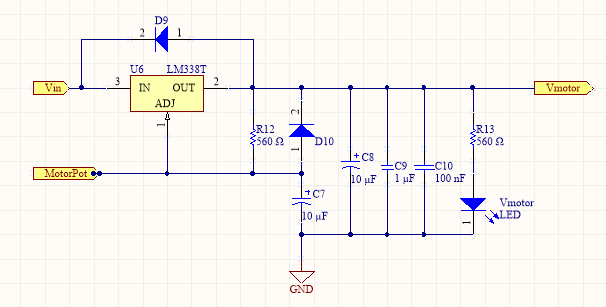 D9
2 1
U6 LM338T
Vin 3 IN OUT 2 Vmotor
ADJ
1
2
R12
560 Ω
D10
1
R13
560 Ω
MotorPot
C8
10 µF
C9
1 µF
C10
100 nF
C7
10 µF
Vmotor
LED
1
GND